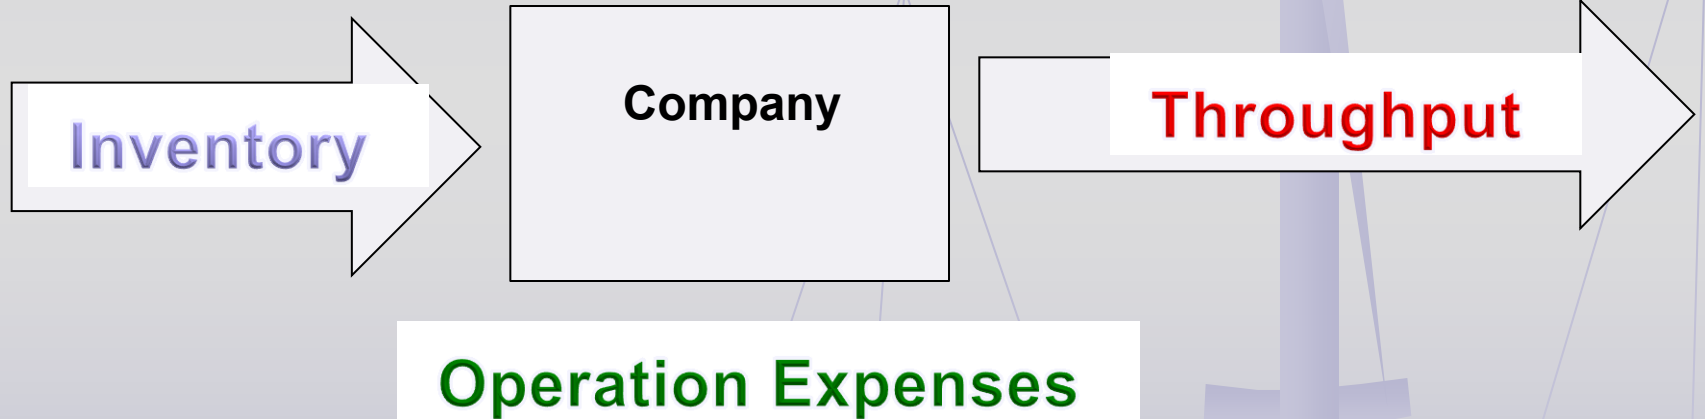 Inventory
Company
Throughput
Operation Expenses